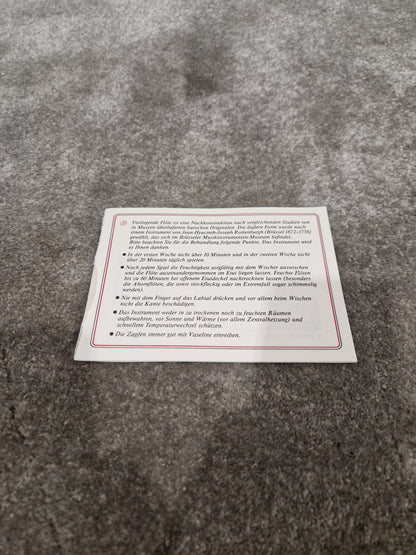 Vorliegende Flöte ist eine Nachkonstruktion nach vergleichenden Studien von
in Museen überlieferten barocken Originalen. Die äußere Form wurde nach
einem Instrument von Jean-Hyacinth-Joseph Rottenburgh (Brüssel 1672–1756)
gewählt, das sich im Brüsseler Musikinstrumenten-Museum befindet.
Bitte beachten Sie für die Behandlung folgende Punkte. Das Instrument wird
es Ihnen danken.
● In der ersten Woche nicht über 10 Minuten und in der zweiten Woche nicht
über 20 Minuten täglich spielen.
● Nach jedem Spiel die Feuchtigkeit sorgfältig mit dem Wischer auswischen
und die Flöte auseinandergenommen im Etui liegen lassen. Feuchte Flöten
bis zu 60 Minuten bei offenem Etuideckel nachtrocknen lassen (besonders
die Ahornflöten, die sonst stockfleckig oder im Extremfall sogar schimmelig
werden).
● Nie mit dem Finger auf das Labial drücken und vor allem beim Wischen
nicht die Kante beschädigen.
● Das Instrument weder in zu trockenen noch zu feuchten Räumen
aufbewahren, vor Sonne und Wärme (vor allem Zentralheizung) und
schnellem Temperaturwechsel schützen.
● Die Zapfen immer gut mit Vaseline einreiben.